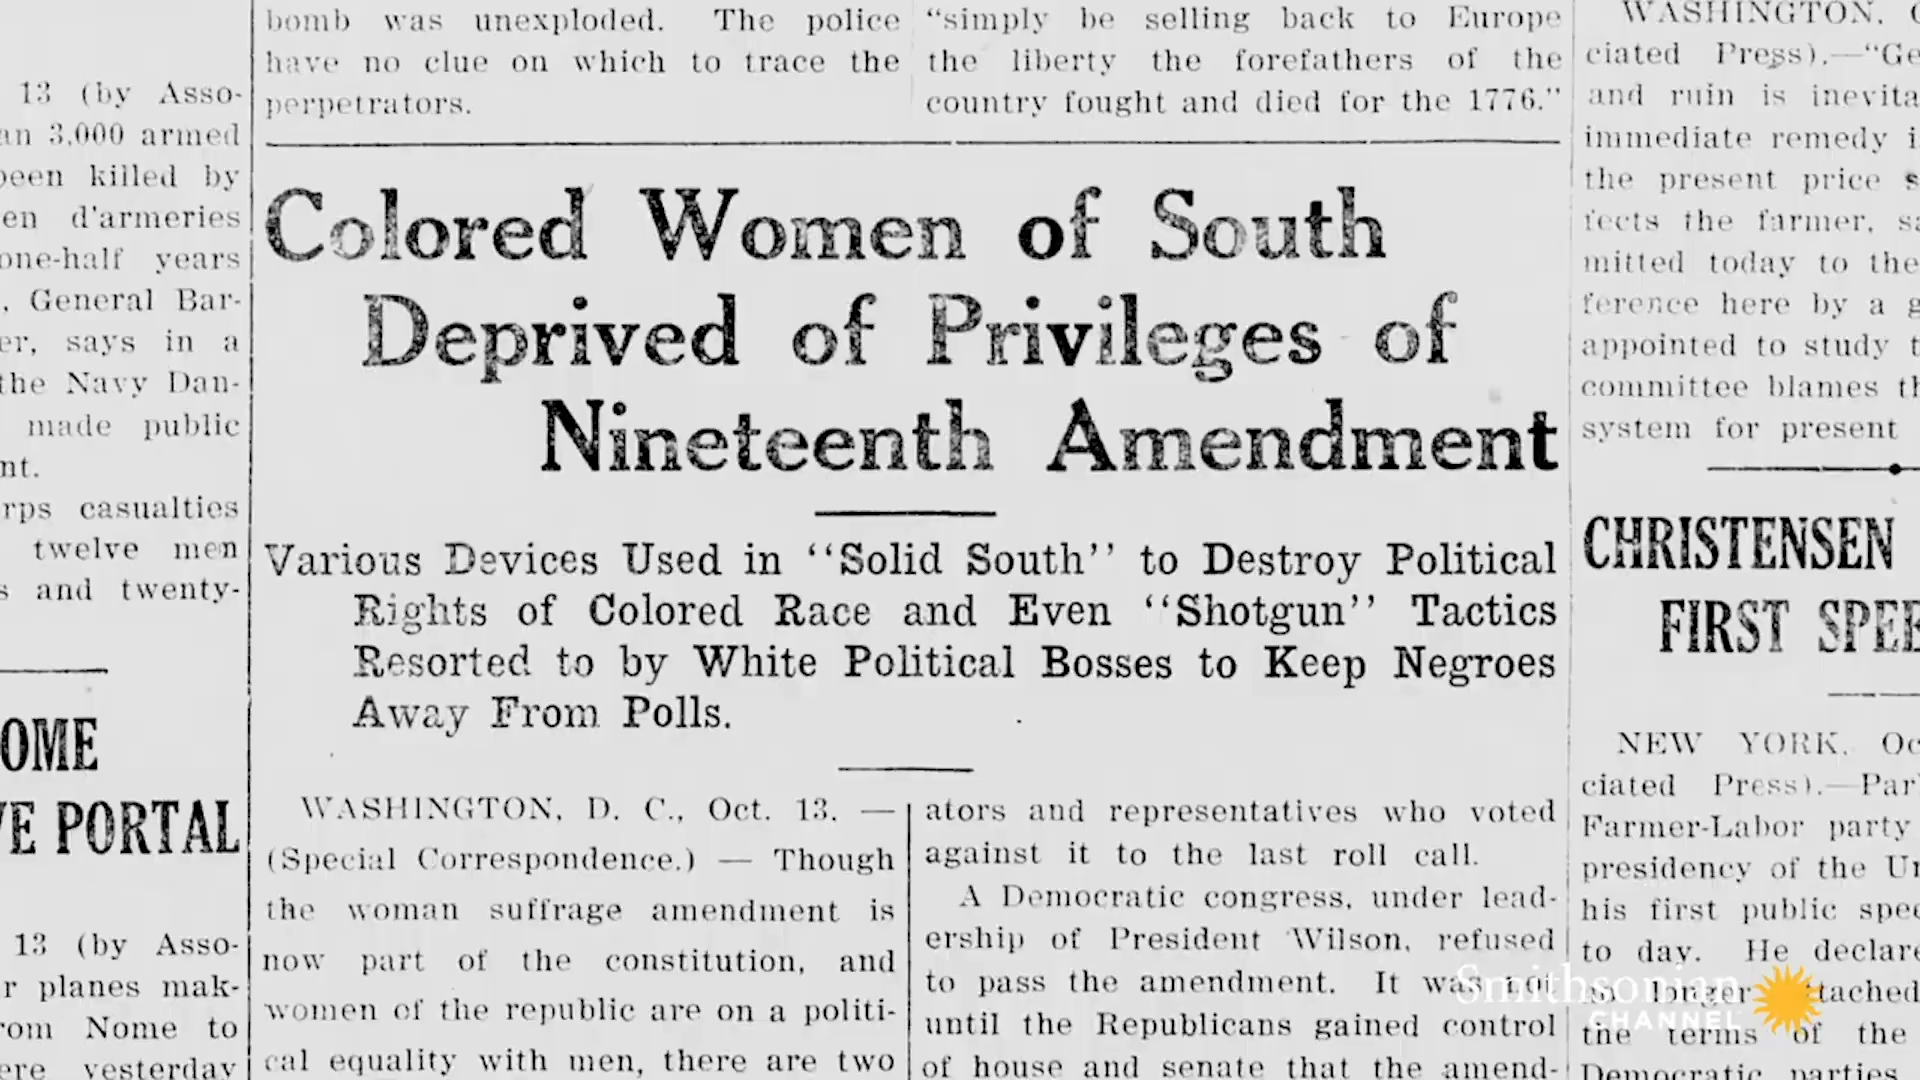 13 (by Asso-
an 3,000 armed
been killed by
en d'armeries
one-half years
, General Bar-
er, says in a
the Navy Dan-
made public
nt.
rps casualties
twelve men
s and twenty-
OME
VE PORTAL
13 (by Asso-
r planes mak-
rom Nome to
ere yesterday
bomb was unexploded. The police
have no clue on which to trace the
perpetrators.
"simply be selling back to Europe
the liberty the forefathers of the
country fought and died for the 1776."
Colored Women of South
Deprived of Privileges of
Nineteenth Amendment
Various Devices Used in "Solid South" to Destroy Political
Rights of Colored Race and Even "Shotgun" Tactics
Resorted to by White Political Bosses to Keep Negroes
Away From Polls.
WASHINGTON, D. C., Oct. 13. —
(Special Correspondence.) — Though
the woman suffrage amendment is
now part of the constitution, and
women of the republic are on a politi-
cal equality with men, there are two
ators and representatives who voted
against it to the last roll call.
A Democratic congress, under lead-
ership of President Wilson, refused
to pass the amendment. It was not
until the Republicans gained control
of house and senate that the amend-
WASHINGTON,
ciated Press).—"Ge
and ruin is inevita
immediate remedy i
the present price s
fects the farmer, sa
mitted today to the
ference here by a g
appointed to study t
committee blames th
system for present
CHRISTENSEN
FIRST SPEE
NEW YORK, Oc
ciated Press).—Par
Farmer-Labor party
presidency of the Un
his first public spee
to day. He declare
longer attached
the terms of the
Democratic parties
Smithsonian
CHANNEL